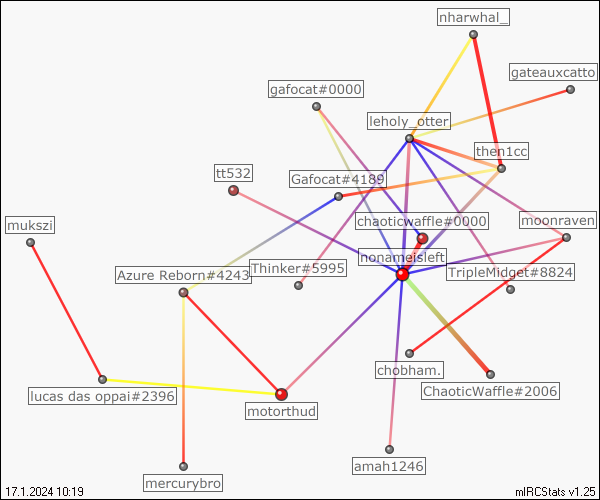 nharwhal_
gateauxcatto
gafocat#0000
leholy_otter
then1cc
tt532
Gafocat#4189
chaoticwaffle#0000
moonraven
mukszi
nonameisleft
Azure Reborn#4243
Thinker#5995
TripleMidget#8824
chobham.
lucas das oppai#2396
ChaoticWaffle#2006
motorthud
amah1246
mercurybro
17.1.2024 10:19
mIRCStats v1.25